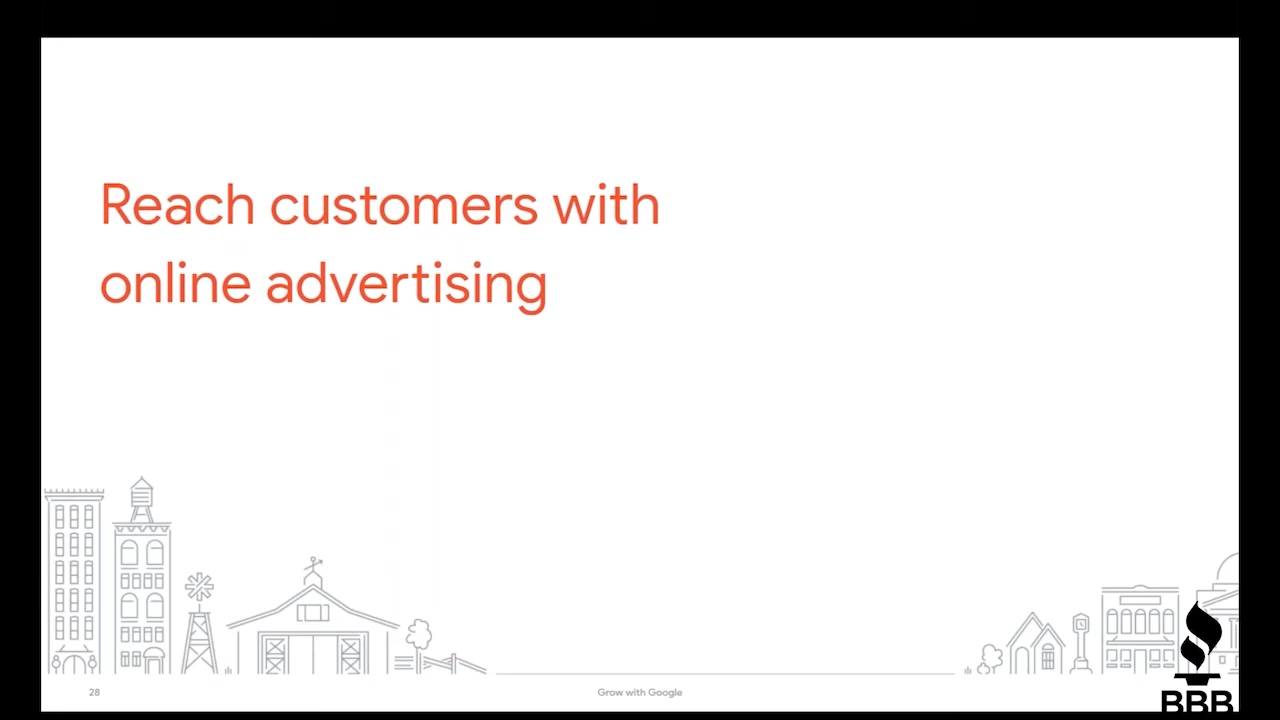 Reach customers with
online advertising
28
Grow with Google
BBB